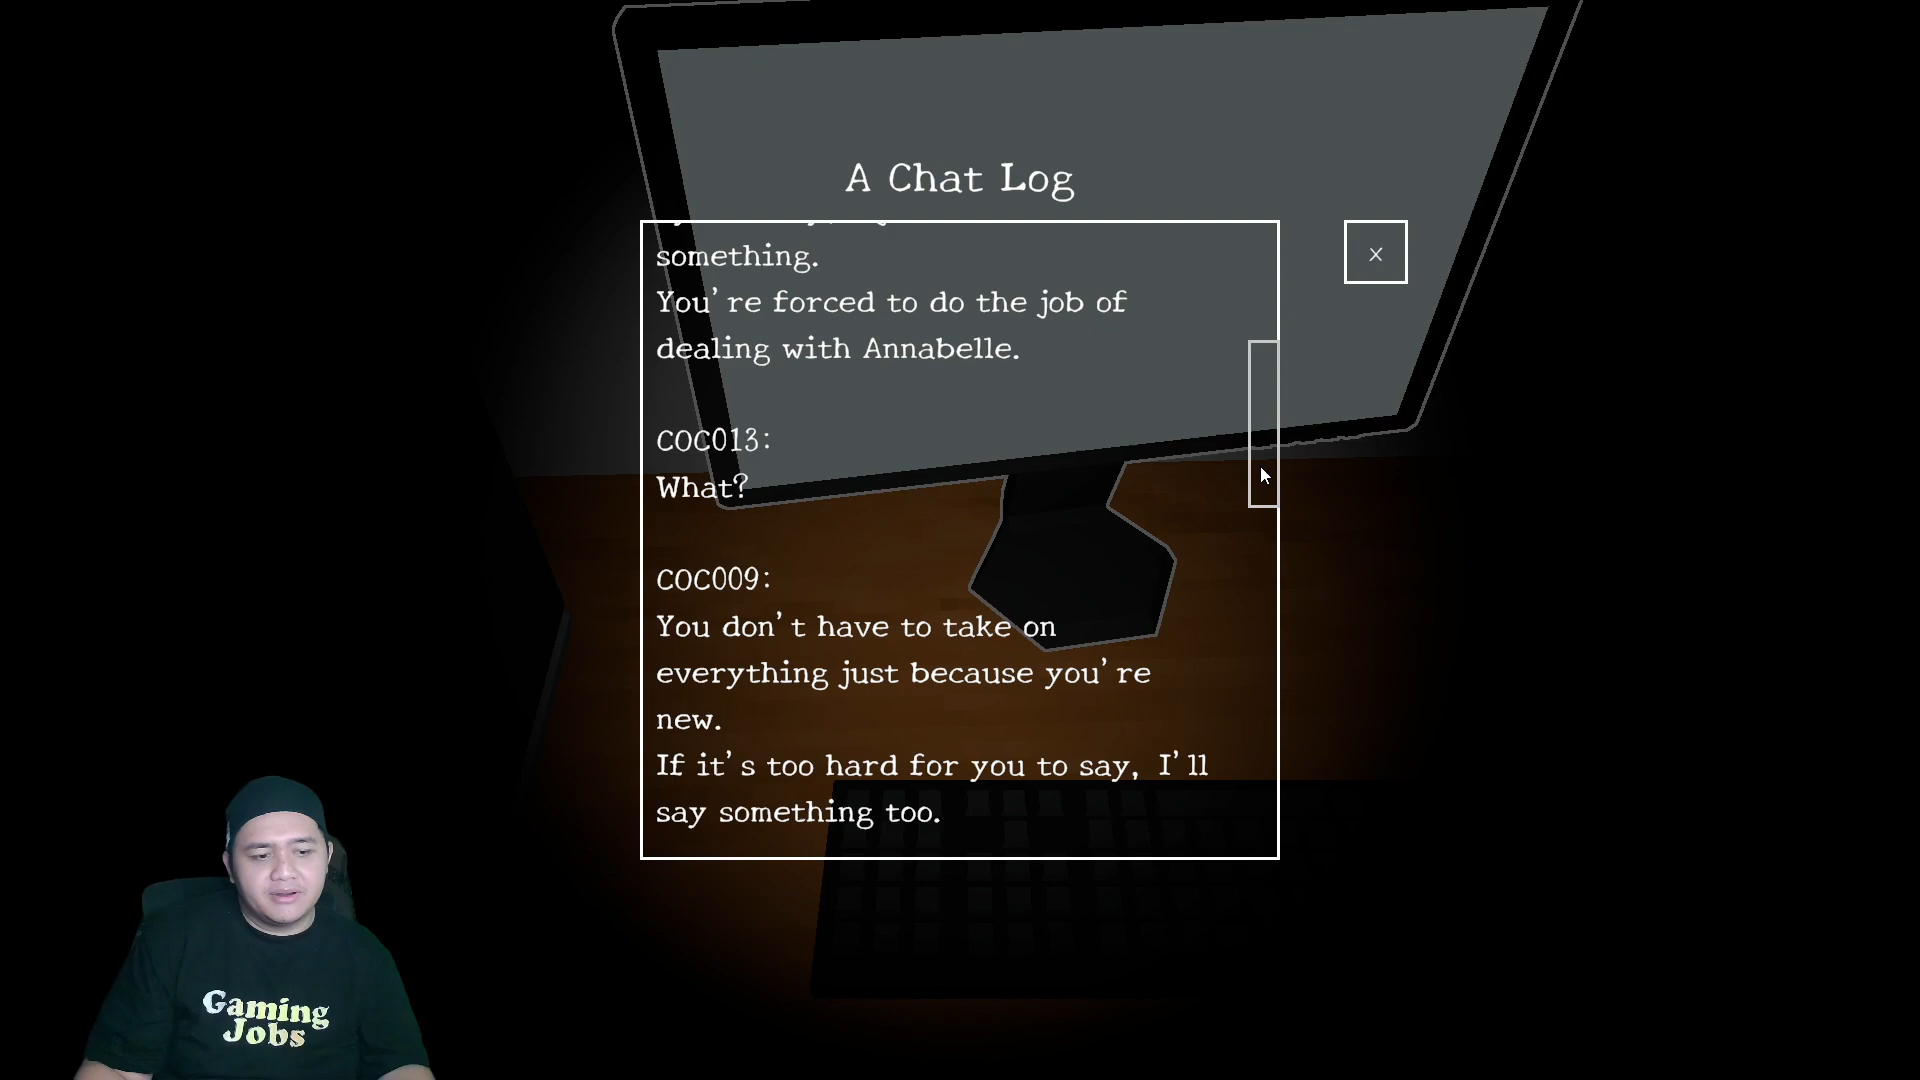 A Chat Log
something.
You're forced to do the job of
dealing with Annabelle.
COC013:
What?
COC009:
You don't have to take on
everything just because you're
new.
If it's too hard for you to say, I'll
say something too.
x
Gaming
Jobs